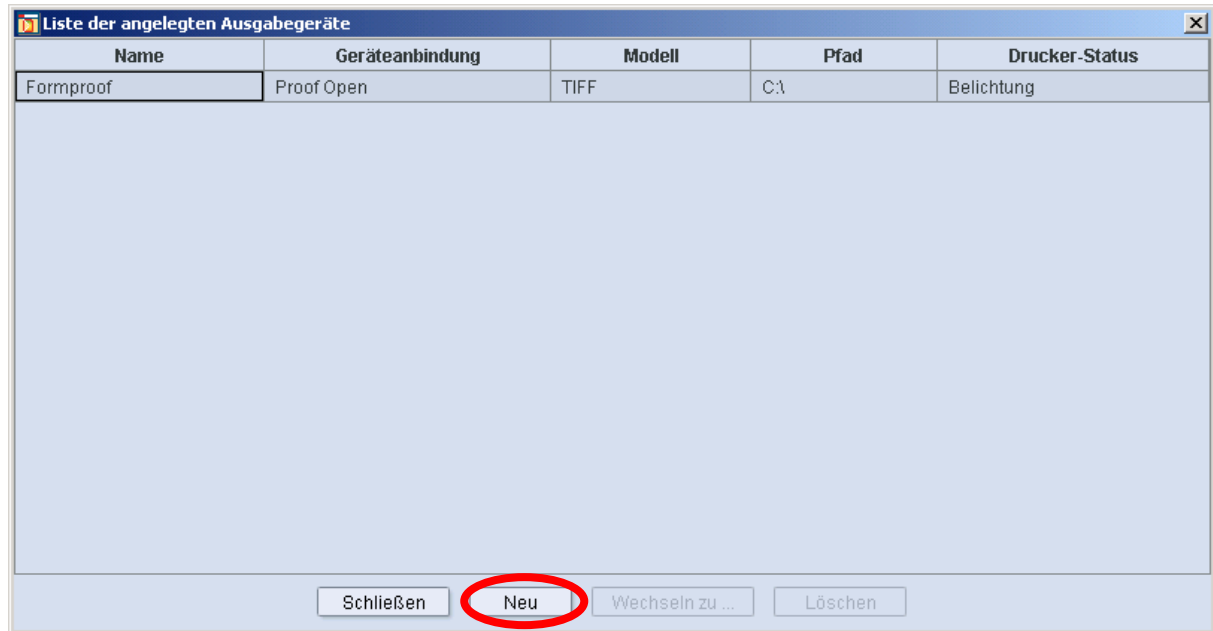 Liste der angelegten Ausgabegeräte
Name Geräteanbindung Modell Pfad Drucker-Status
Formproof Proof Open TIFF C:\ Belichtung
Schließen Neu Wechseln zu ... Löschen